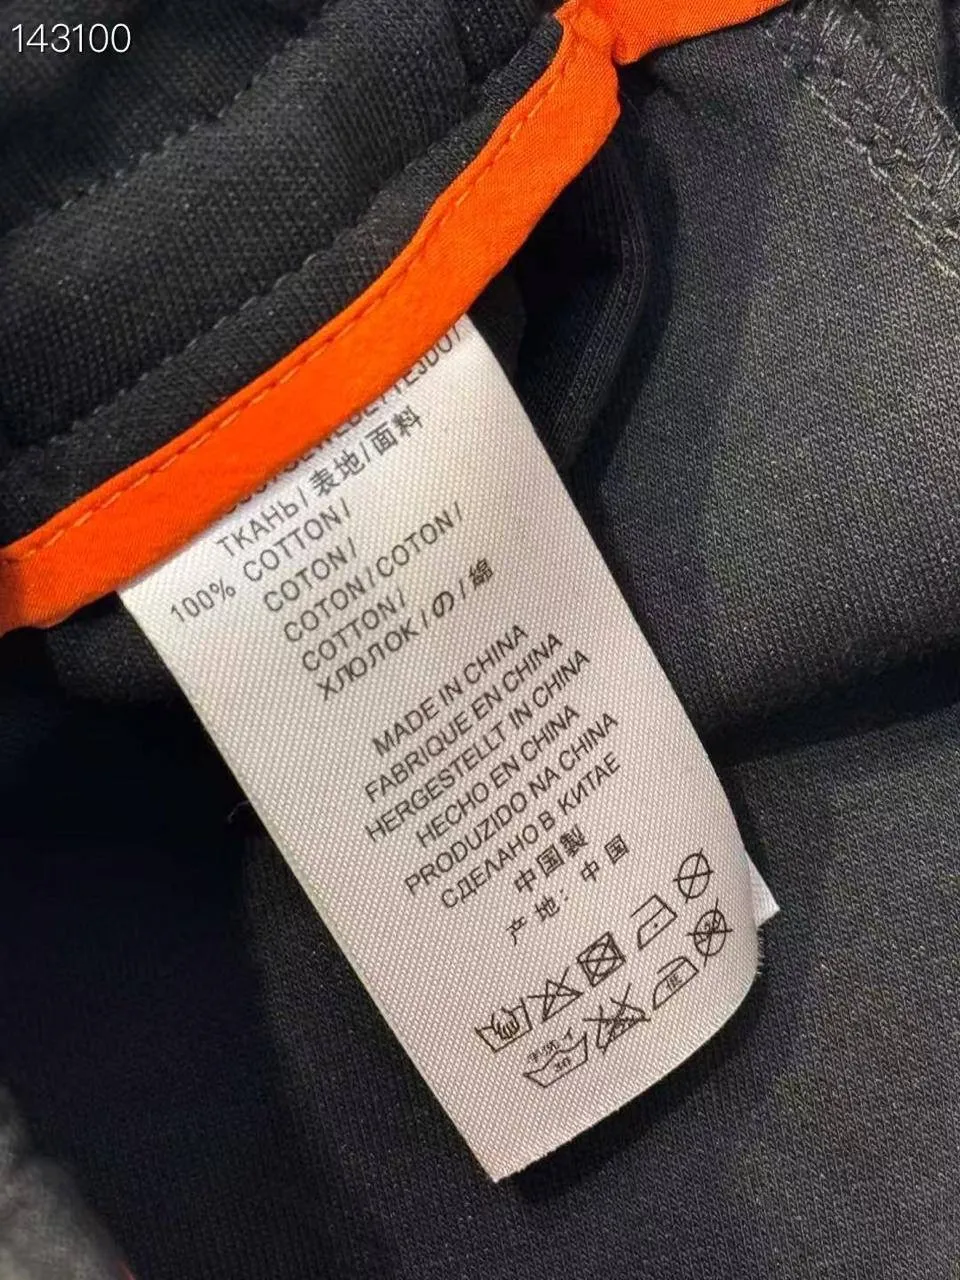 143100
ТКАНЬ/表地/面料
100% COTTON/
COTON/
COTON/COTON/
COTTON/
ХЛОЛОК/の/綿
MADE IN CHINA
FABRIQUE EN CHINA
HERGESTELLT IN CHINA
HECHO EN CHINA
PRODUZIDO NA CHINA
СДЕЛАНО В КИТАЕ
中国製
产地：中国